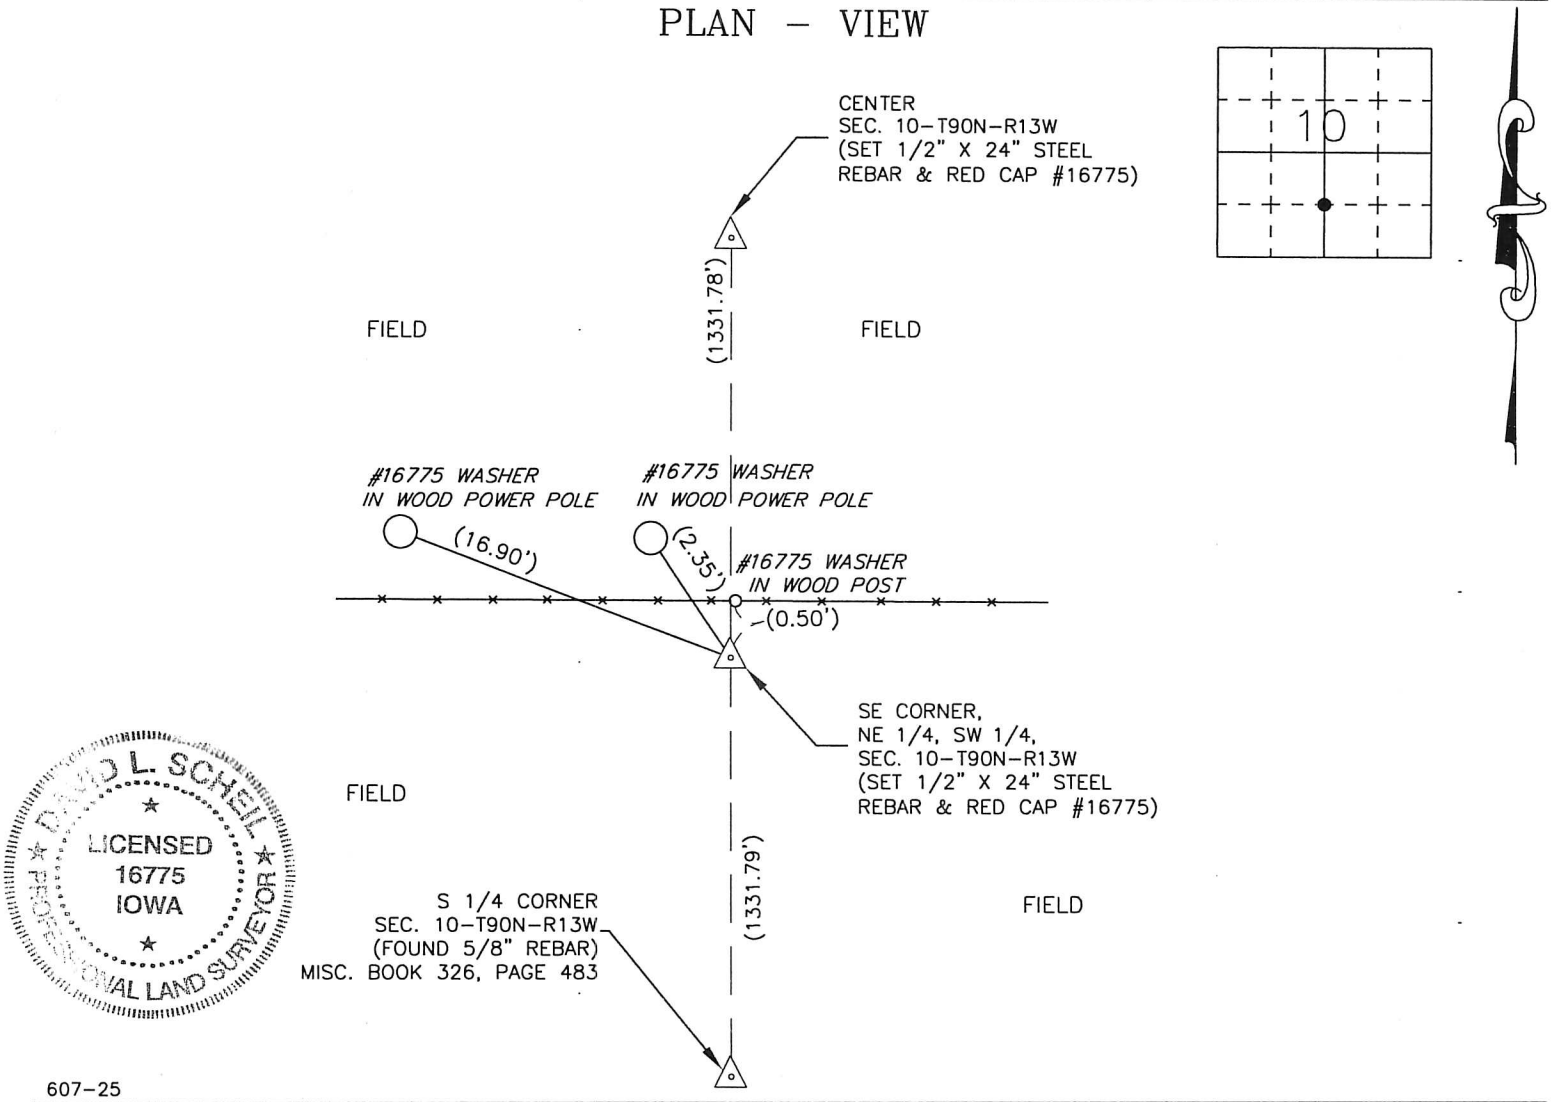 PLAN – VIEW
CENTER
SEC. 10–T90N–R13W
(SET 1/2" X 24" STEEL
REBAR & RED CAP #16775)
10
(1331.78')
FIELD
FIELD
#16775 WASHER
IN WOOD POWER POLE
#16775 WASHER
IN WOOD POWER POLE
(16.90')
(2.35')
#16775 WASHER
IN WOOD POST
(0.50')
SE CORNER,
NE 1/4, SW 1/4,
SEC. 10–T90N–R13W
(SET 1/2" X 24" STEEL
REBAR & RED CAP #16775)
FIELD
DAVID L. SCHEIL
LICENSED
16775
IOWA
PROFESSIONAL LAND SURVEYOR
(1331.79')
FIELD
S 1/4 CORNER
SEC. 10–T90N–R13W
(FOUND 5/8" REBAR)
MISC. BOOK 326, PAGE 483
607–25